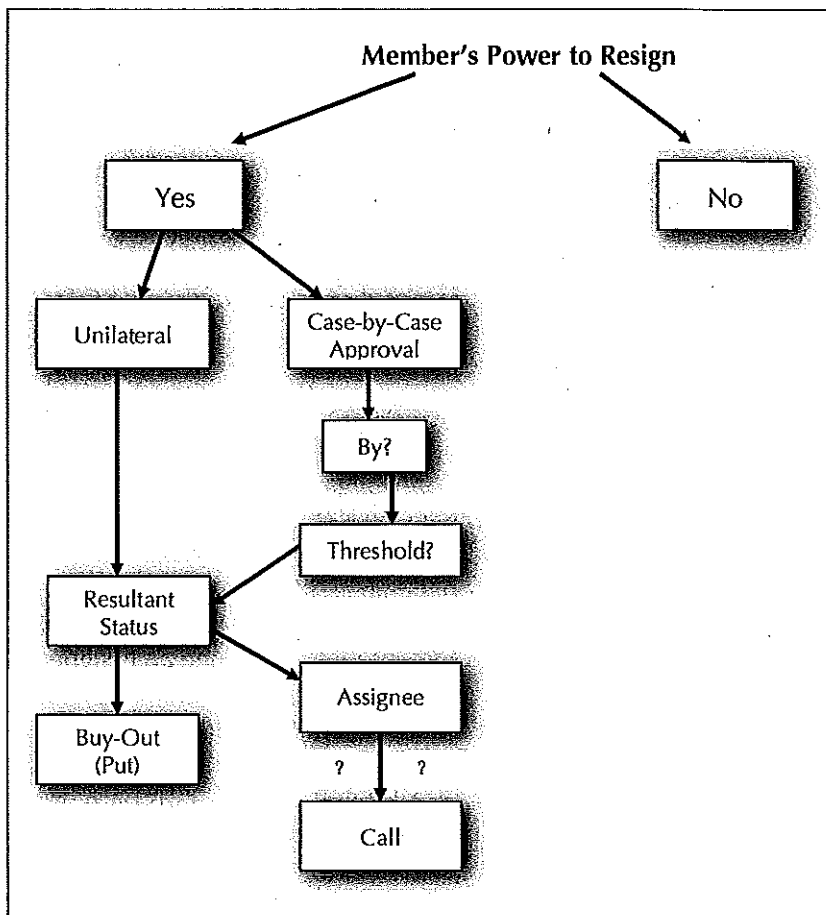 Member's Power to Resign
Yes
No
Unilateral
Case-by-Case
Approval
By?
Threshold?
Resultant
Status
Assignee
Buy-Out
(Put)
? ?
Call